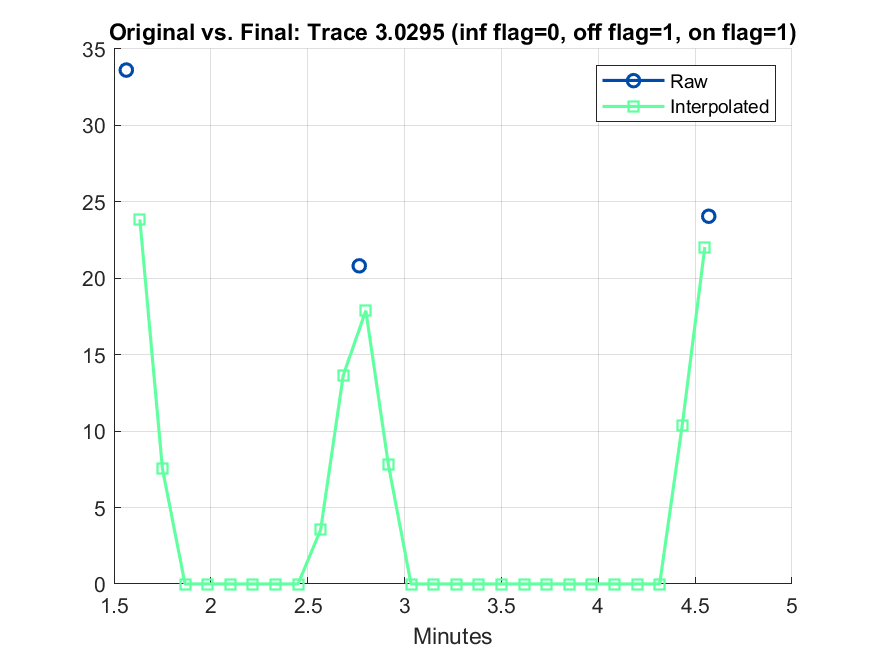 Original vs. Final: Trace 3.0295 (inf flag=0, off flag=1, on flag=1)
35
30
25
20
15
10
5
0
Raw
Interpolated
1.5 2 2.5 3 3.5 4 4.5 5
Minutes